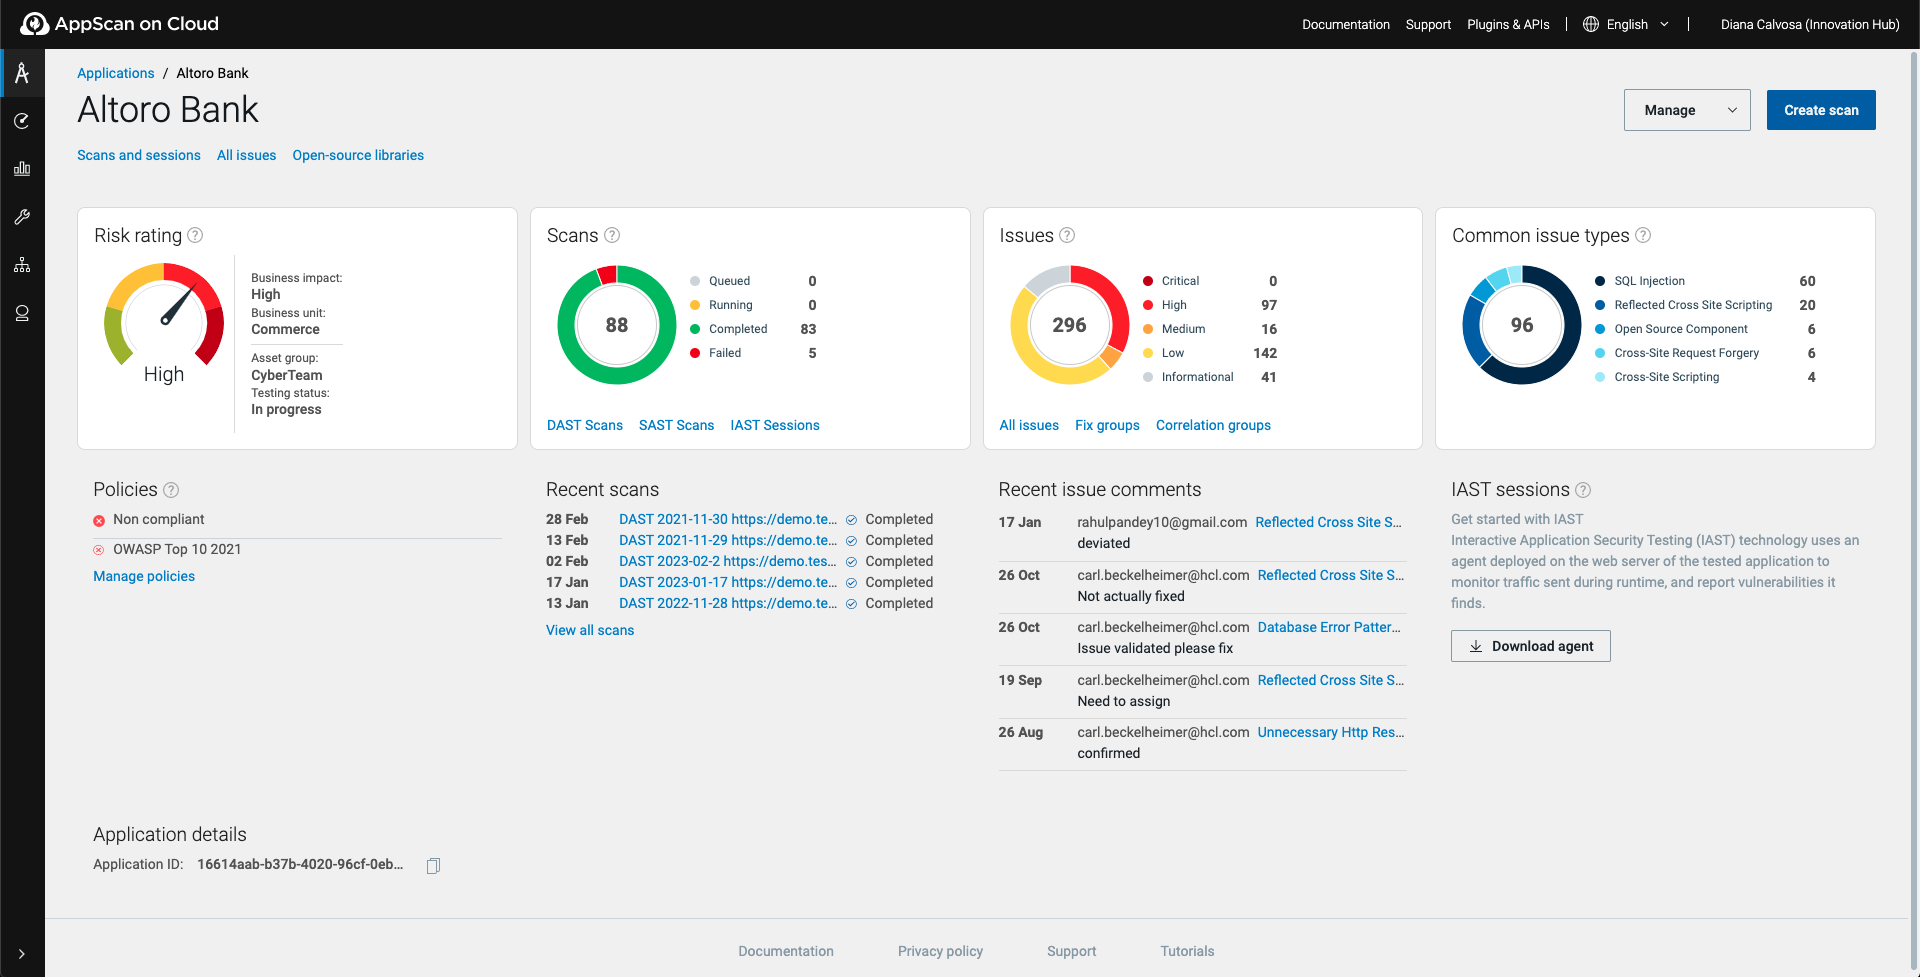 AppScan on Cloud
Documentation Support Plugins & APIs English Diana Calvosa (Innovation Hub)
Applications / Altoro Bank
Altoro Bank
Manage
Create scan
Scans and sessions All issues Open-source libraries
Risk rating
High
Business impact:
High
Business unit:
Commerce
Asset group:
CyberTeam
Testing status:
In progress
Scans
88
Queued 0
Running 0
Completed 83
Failed 5
DAST Scans SAST Scans IAST Sessions
Issues
296
Critical 0
High 97
Medium 16
Low 142
Informational 41
All issues Fix groups Correlation groups
Common issue types
96
SQL Injection 60
Reflected Cross Site Scripting 20
Open Source Component 6
Cross-Site Request Forgery 6
Cross-Site Scripting 4
Policies
Non compliant
OWASP Top 10 2021
Manage policies
Recent scans
28 Feb DAST 2021-11-30 https://demo.te... Completed
13 Feb DAST 2021-11-29 https://demo.te... Completed
02 Feb DAST 2023-02-2 https://demo.tes... Completed
17 Jan DAST 2023-01-17 https://demo.te... Completed
13 Jan DAST 2022-11-28 https://demo.te... Completed
View all scans
Recent issue comments
17 Jan rahulpandey10@gmail.com Reflected Cross Site S...
deviated
26 Oct carl.beckelheimer@hcl.com Reflected Cross Site S...
Not actually fixed
26 Oct carl.beckelheimer@hcl.com Database Error Patter...
Issue validated please fix
19 Sep carl.beckelheimer@hcl.com Reflected Cross Site S...
Need to assign
26 Aug carl.beckelheimer@hcl.com Unnecessary Http Res...
confirmed
IAST sessions
Get started with IAST
Interactive Application Security Testing (IAST) technology uses an
agent deployed on the web server of the tested application to
monitor traffic sent during runtime, and report vulnerabilities it
finds.
Download agent
Application details
Application ID: 16614aab-b37b-4020-96cf-0eb...
Documentation Privacy policy Support Tutorials